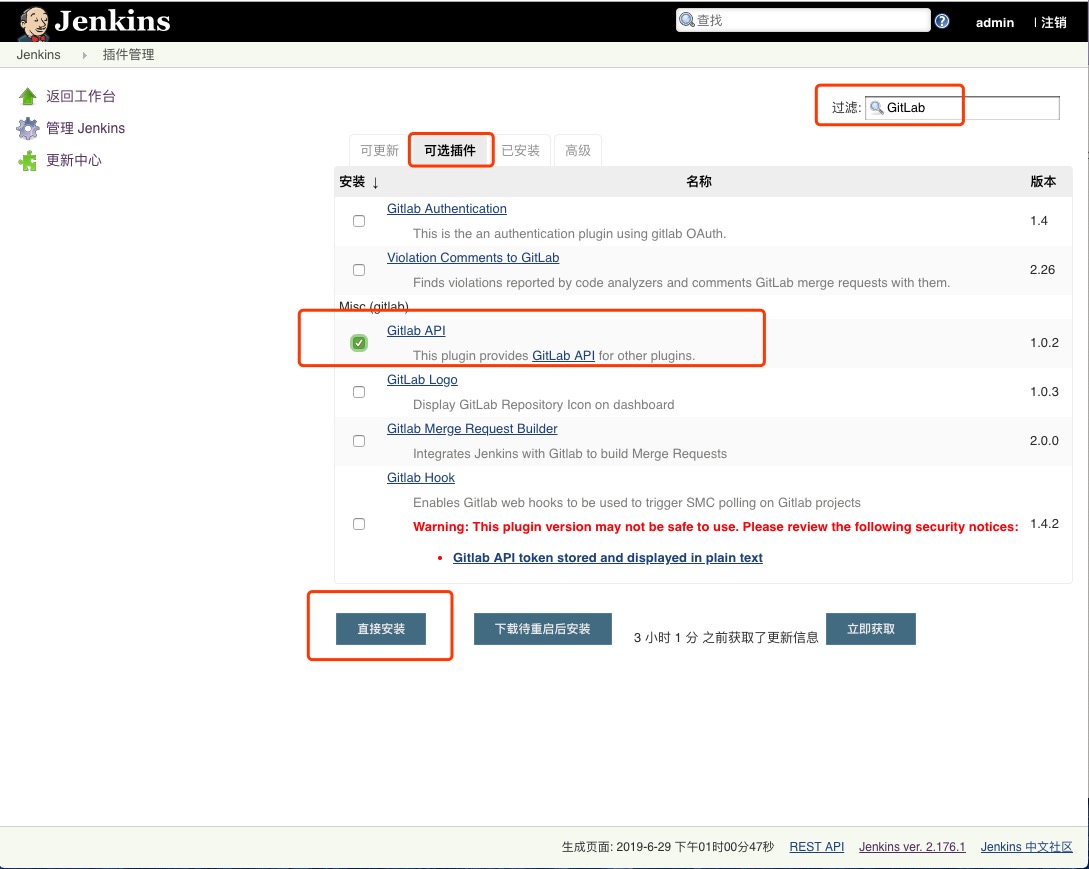 Jenkins
查找
admin
注销
Jenkins
插件管理
返回工作台
管理 Jenkins
更新中心
过滤: GitLab
可更新
可选插件
已安装
高级
安装 ↓
名称
版本
Gitlab Authentication
This is the an authentication plugin using gitlab OAuth.
1.4
Violation Comments to GitLab
Finds violations reported by code analyzers and comments GitLab merge requests with them.
2.26
Misc (gitlab)
Gitlab API
This plugin provides GitLab API for other plugins.
1.0.2
GitLab Logo
Display GitLab Repository Icon on dashboard
1.0.3
Gitlab Merge Request Builder
Integrates Jenkins with Gitlab to build Merge Requests
2.0.0
Gitlab Hook
Enables Gitlab web hooks to be used to trigger SMC polling on Gitlab projects
Warning: This plugin version may not be safe to use. Please review the following security notices:
1.4.2
• Gitlab API token stored and displayed in plain text
直接安装
下载待重启后安装
3 小时 1 分 之前获取了更新信息
立即获取
生成页面: 2019-6-29 下午01时00分47秒
REST API
Jenkins ver. 2.176.1
Jenkins 中文社区